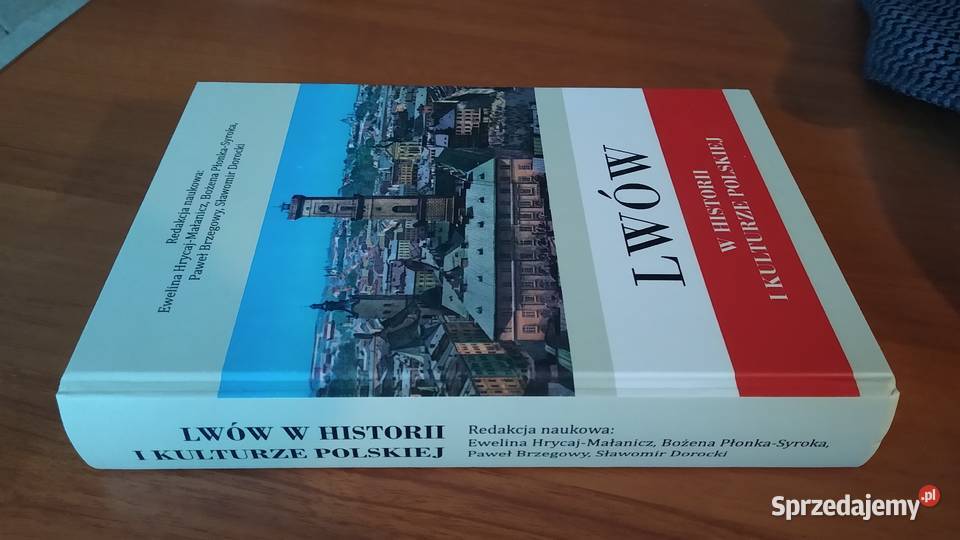 Redakcja naukowa:
Ewelina Hrycaj-Małanicz, Bożena Płonka-Syroka,
Paweł Brzegowy, Sławomir Dorocki
LWÓW
W HISTORII
I KULTURZE POLSKIEJ
LWÓW W HISTORII
I KULTURZE POLSKIEJ
Redakcja naukowa:
Ewelina Hrycaj-Małanicz, Bożena Płonka-Syroka,
Paweł Brzegowy, Sławomir Dorocki
Sprzedajemy.pl